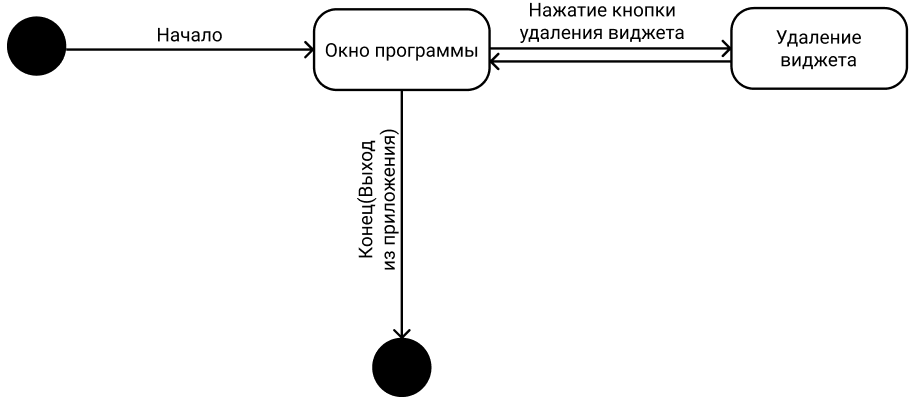 Начало
Окно программы
Нажатие кнопки
удаления виджета
Удаление
виджета
Конец(Выход
из приложения)